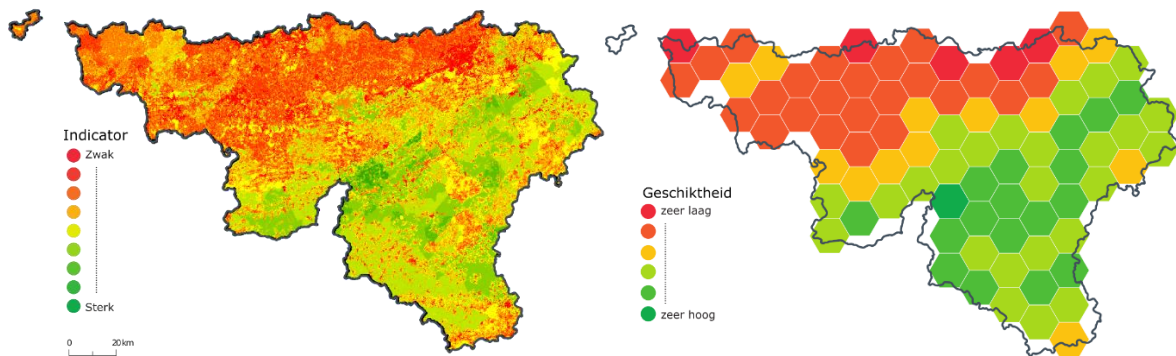 Indicator
Zwak
Sterk
0
20km
Geschiktheid
zeer laag
zeer hoog